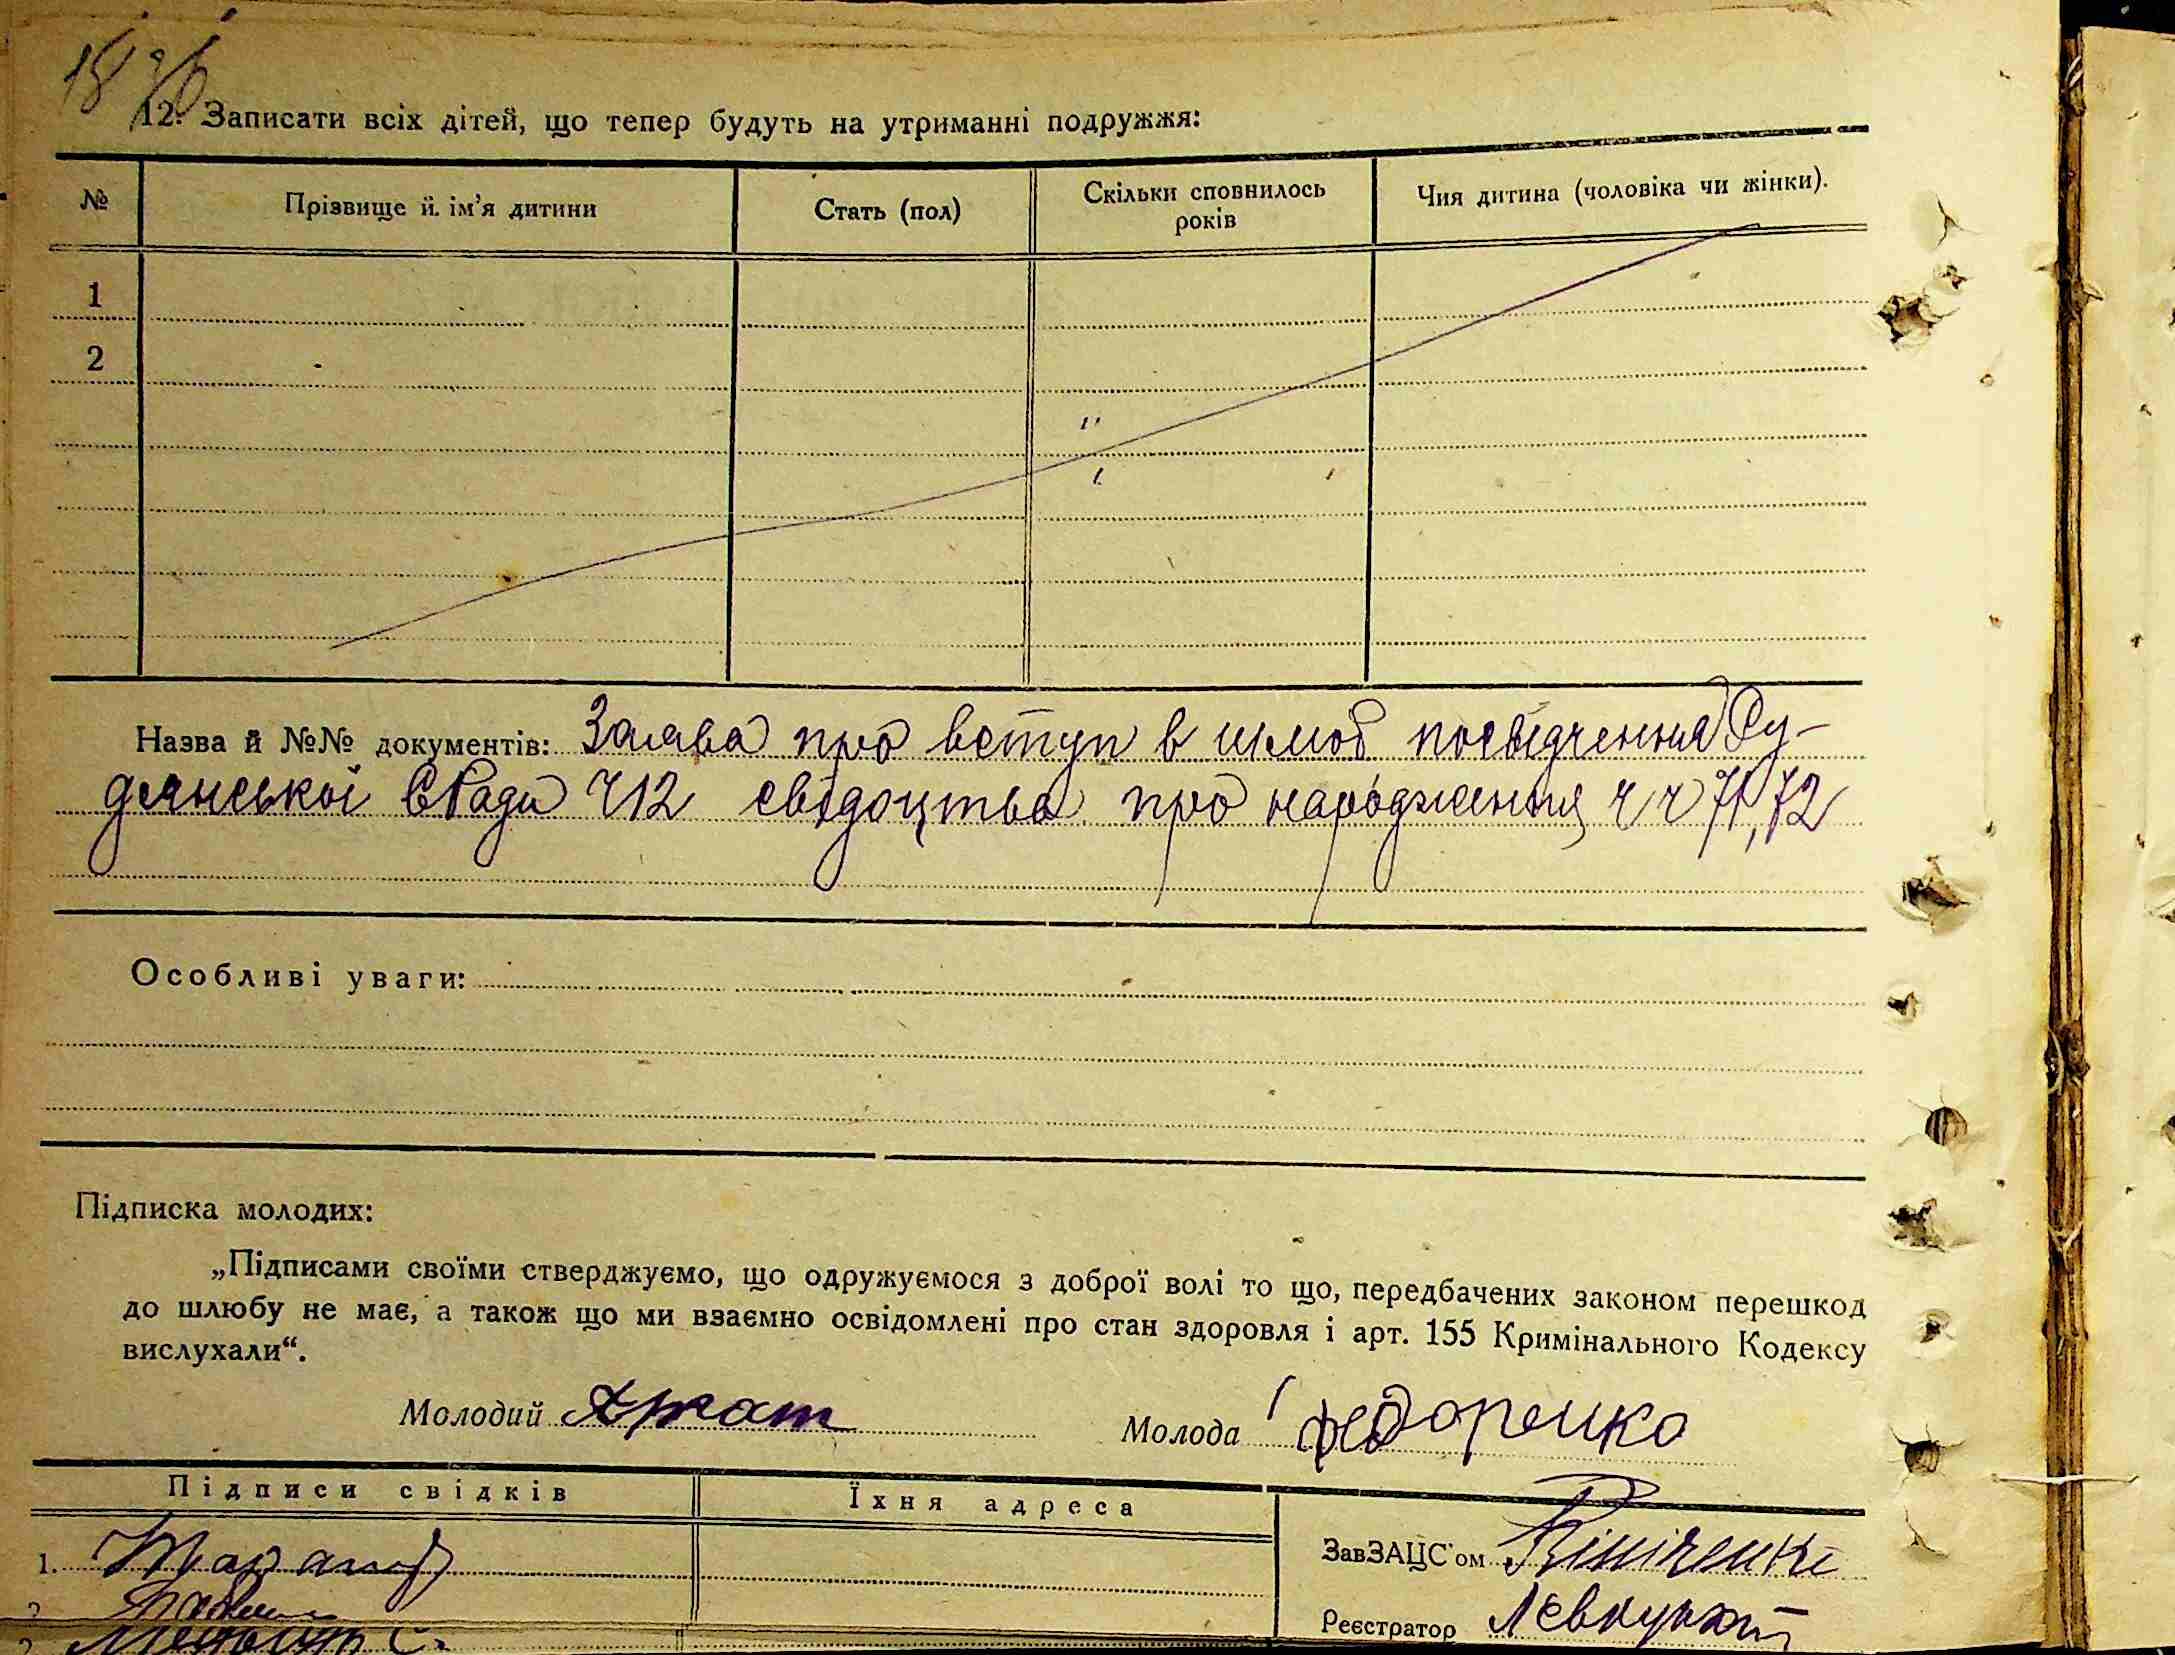 12. Записати всіх дітей, що тепер будуть на утриманні подружжя:
№ Прізвище й ім'я дитини Стать (пол) Скільки сповнилось років Чия дитина (чоловіка чи жінки).
1
2
Назва й №№ документів: Заява про вступ в шлюб посвідчення Ру-
дянської С Ради Ч 12 свідоцтва про народження ч ч 71, 72
Особливі уваги:
Підписка молодих:
„Підписами своїми стверджуємо, що одружуємося з доброї волі то що, передбачених законом перешкод
до шлюбу не має, а також що ми взаємно освідомлені про стан здоровля і арт. 155 Кримінального Кодексу
вислухали“.
Молодий Молода Федоренко
Підписи свідків Їхня адреса
ЗавЗАЦС'ом Вініченко
1.
2
Реєстратор Лєвицький
3